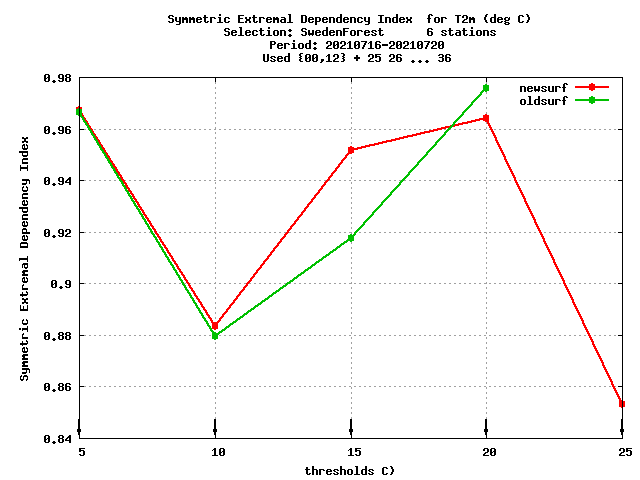 Symmetric Extremal Dependency Index  for T2m (deg C)
Selection: SwedenForest      6 stations
Period: 20210716-20210720
Used {00,12} + 25 26 ... 36
newsurf
oldsurf
Symmetric Extremal Dependency Index
0.98
0.96
0.94
0.92
0.9
0.88
0.86
0.84
5 10 15 20 25
thresholds C)